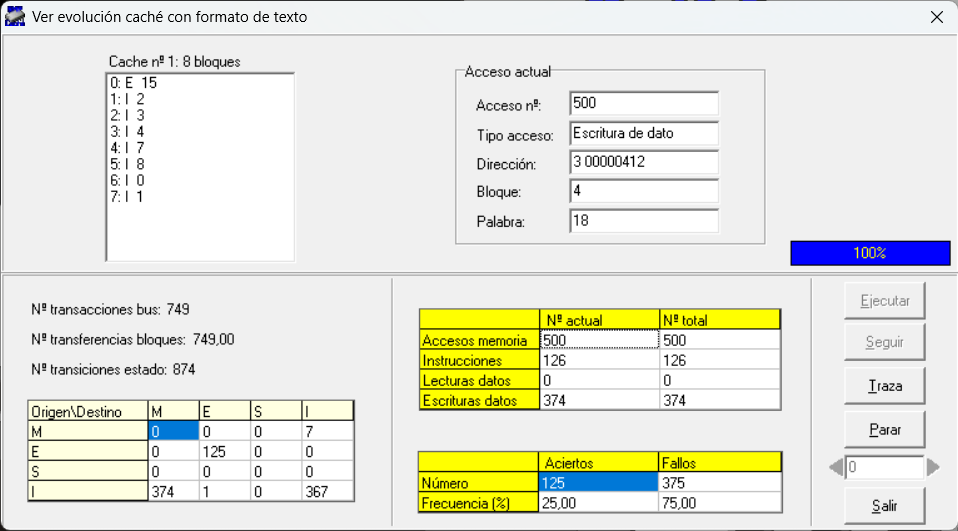 Ver evolución caché con formato de texto
Cache nº 1: 8 bloques
0: E 15
1: I 2
2: I 3
3: I 4
4: I 7
5: I 8
6: I 0
7: I 1
Acceso actual
Acceso nº: 500
Tipo acceso: Escritura de dato
Dirección: 3 00000412
Bloque: 4
Palabra: 18
100%
Nº transacciones bus: 749
Nº transferencias bloques: 749,00
Nº transiciones estado: 874
Origen\Destino M E S I
M 0 0 0 7
E 0 125 0 0
S 0 0 0 0
I 374 1 0 367
Nº actual Nº total
Accesos memoria 500 500
Instrucciones 126 126
Lecturas datos 0 0
Escrituras datos 374 374
Aciertos Fallos
Número 125 375
Frecuencia (%) 25,00 75,00
Ejecutar
Seguir
Traza
Parar
0
Salir